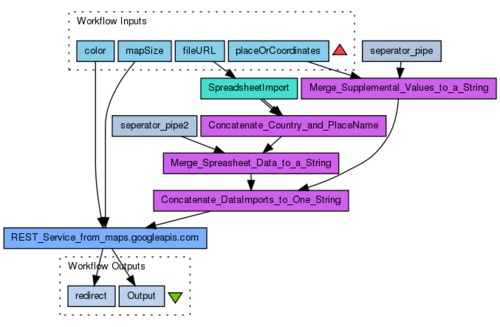 Workflow Inputs
color
mapSize
fileURL
placeOrCoordinates
seperator_pipe
SpreadsheetImport
Merge_Supplemental_Values_to_a_String
seperator_pipe2
Concatenate_Country_and_PlaceName
Merge_Spreasheet_Data_to_a_String
Concatenate_DataImports_to_One_String
REST_Service_from_maps.googleapis.com
Workflow Outputs
redirect
Output